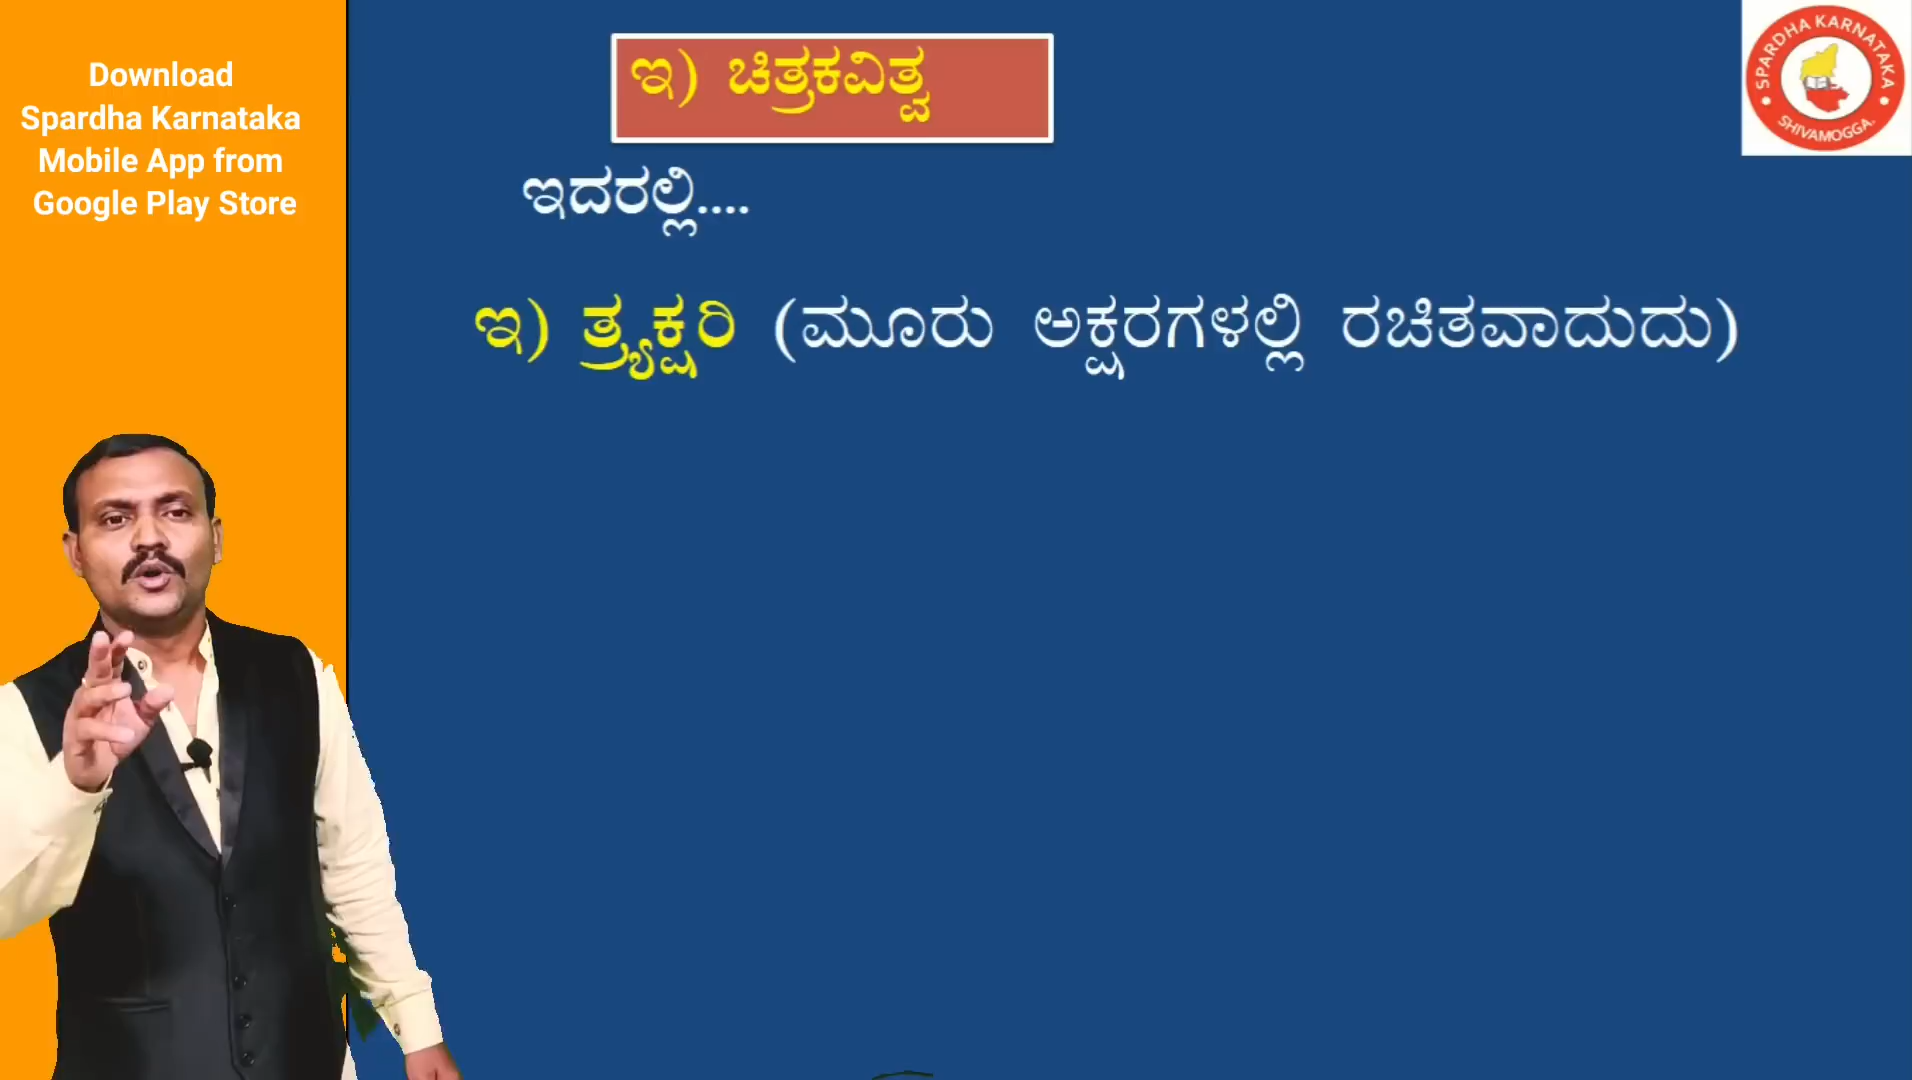 Download
Spardha Karnataka
Mobile App from
Google Play Store
ಇ) ಚಿತ್ರಕವಿತ್ವ
SPARDHA KARNATAKA
SHIVAMOGGA.
ಇದರಲ್ಲಿ....
ಇ) ತ್ರ್ಯಕ್ಷರಿ (ಮೂರು ಅಕ್ಷರಗಳಲ್ಲಿ ರಚಿತವಾದುದು)